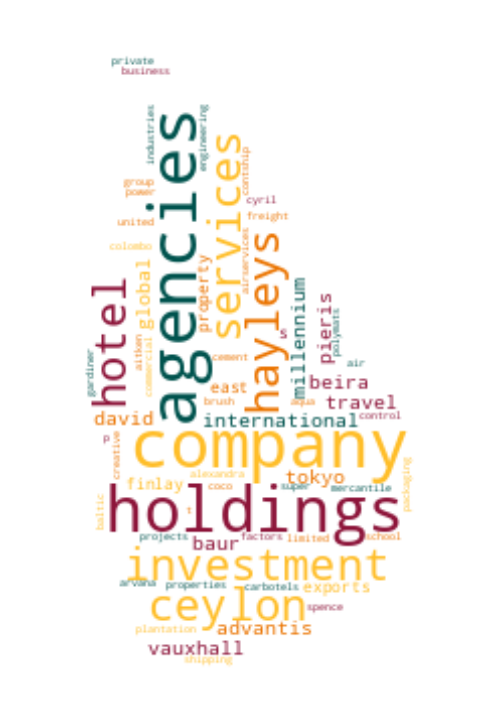 private
business
industries
agencies
engineering
services
contship
group
power
cyril
united
freight
colombo
hayleys
airservices
property
global
hotel
millennium
pieris
polymats
s
aitken
commercial
gardiner
cement
air
east
beira
brush
aqua
travel
david
international
control
p
company
creative
alexandra
tokyo
packaging
finlay
coco
super
mercantile
holdings
baltic
t
projects
factors
limited
school
baur
investment
arvana
properties
carbotels
exports
ceylon
spence
plantation
advantis
vauxhall
shipping